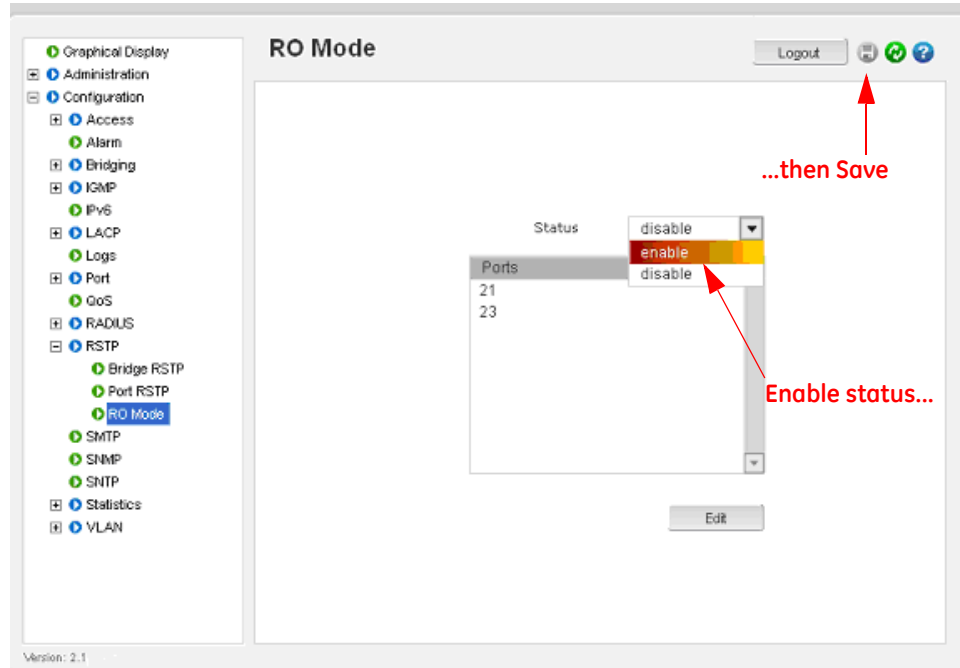 RO Mode
Logout
Graphical Display
Administration
Configuration
Access
Alarm
Bridging
IGMP
IPv6
LACP
Logs
Port
QoS
RADIUS
RSTP
Bridge RSTP
Port RSTP
RO Mode
SMTP
SNMP
SNTP
Statistics
VLAN
...then Save
Status
disable
enable
disable
Ports
21
23
Enable status...
Edit
Version: 2.1